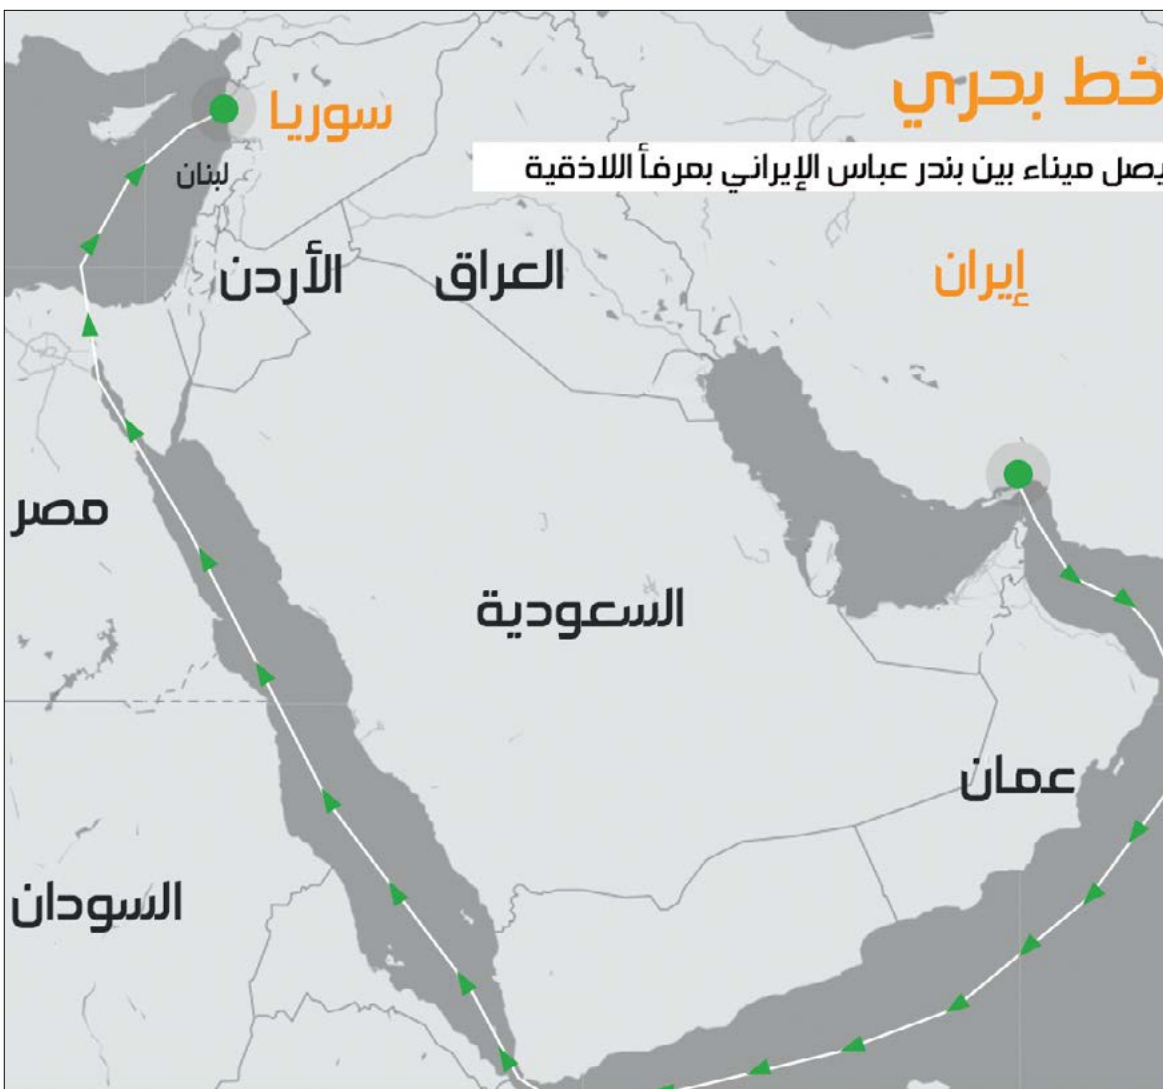 خط بحري
يصل ميناء بين بندر عباس الإيراني بمرفأ اللاذقية
سوريا
لبنان
الأردن
العراق
إيران
مصر
السعودية
عمان
السودان